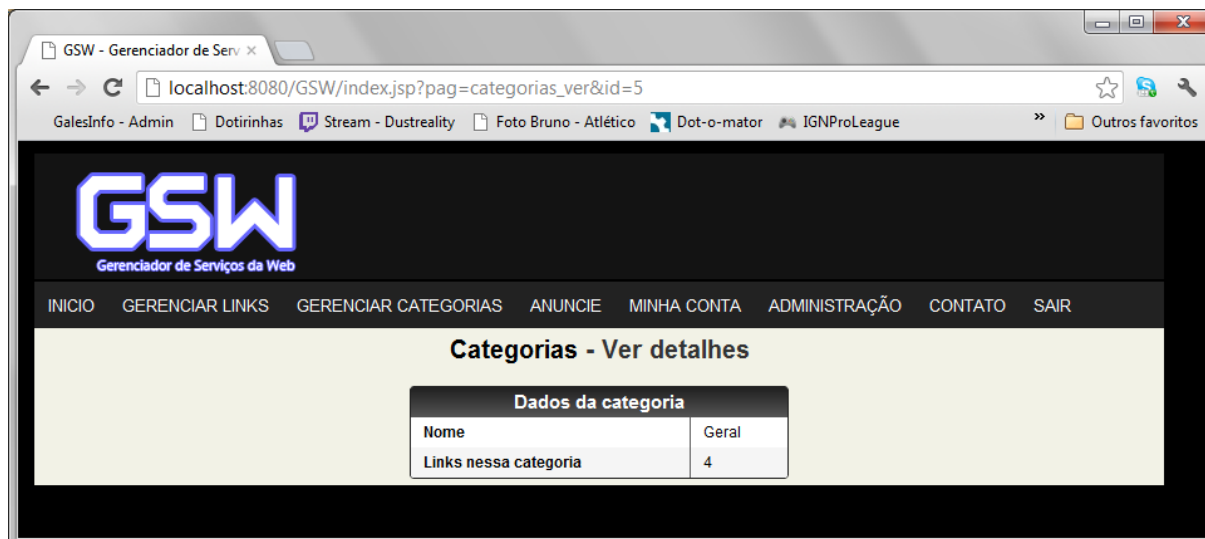 GSW - Gerenciador de Serv
localhost:8080/GSW/index.jsp?pag=categorias_ver&id=5
GalesInfo - Admin Dotirinhas Stream - Dustreality Foto Bruno - Atlético Dot-o-mator IGNProLeague » Outros favoritos
GSW
Gerenciador de Serviços da Web
INICIO GERENCIAR LINKS GERENCIAR CATEGORIAS ANUNCIE MINHA CONTA ADMINISTRAÇÃO CONTATO SAIR
Categorias - Ver detalhes
Dados da categoria
Nome Geral
Links nessa categoria 4